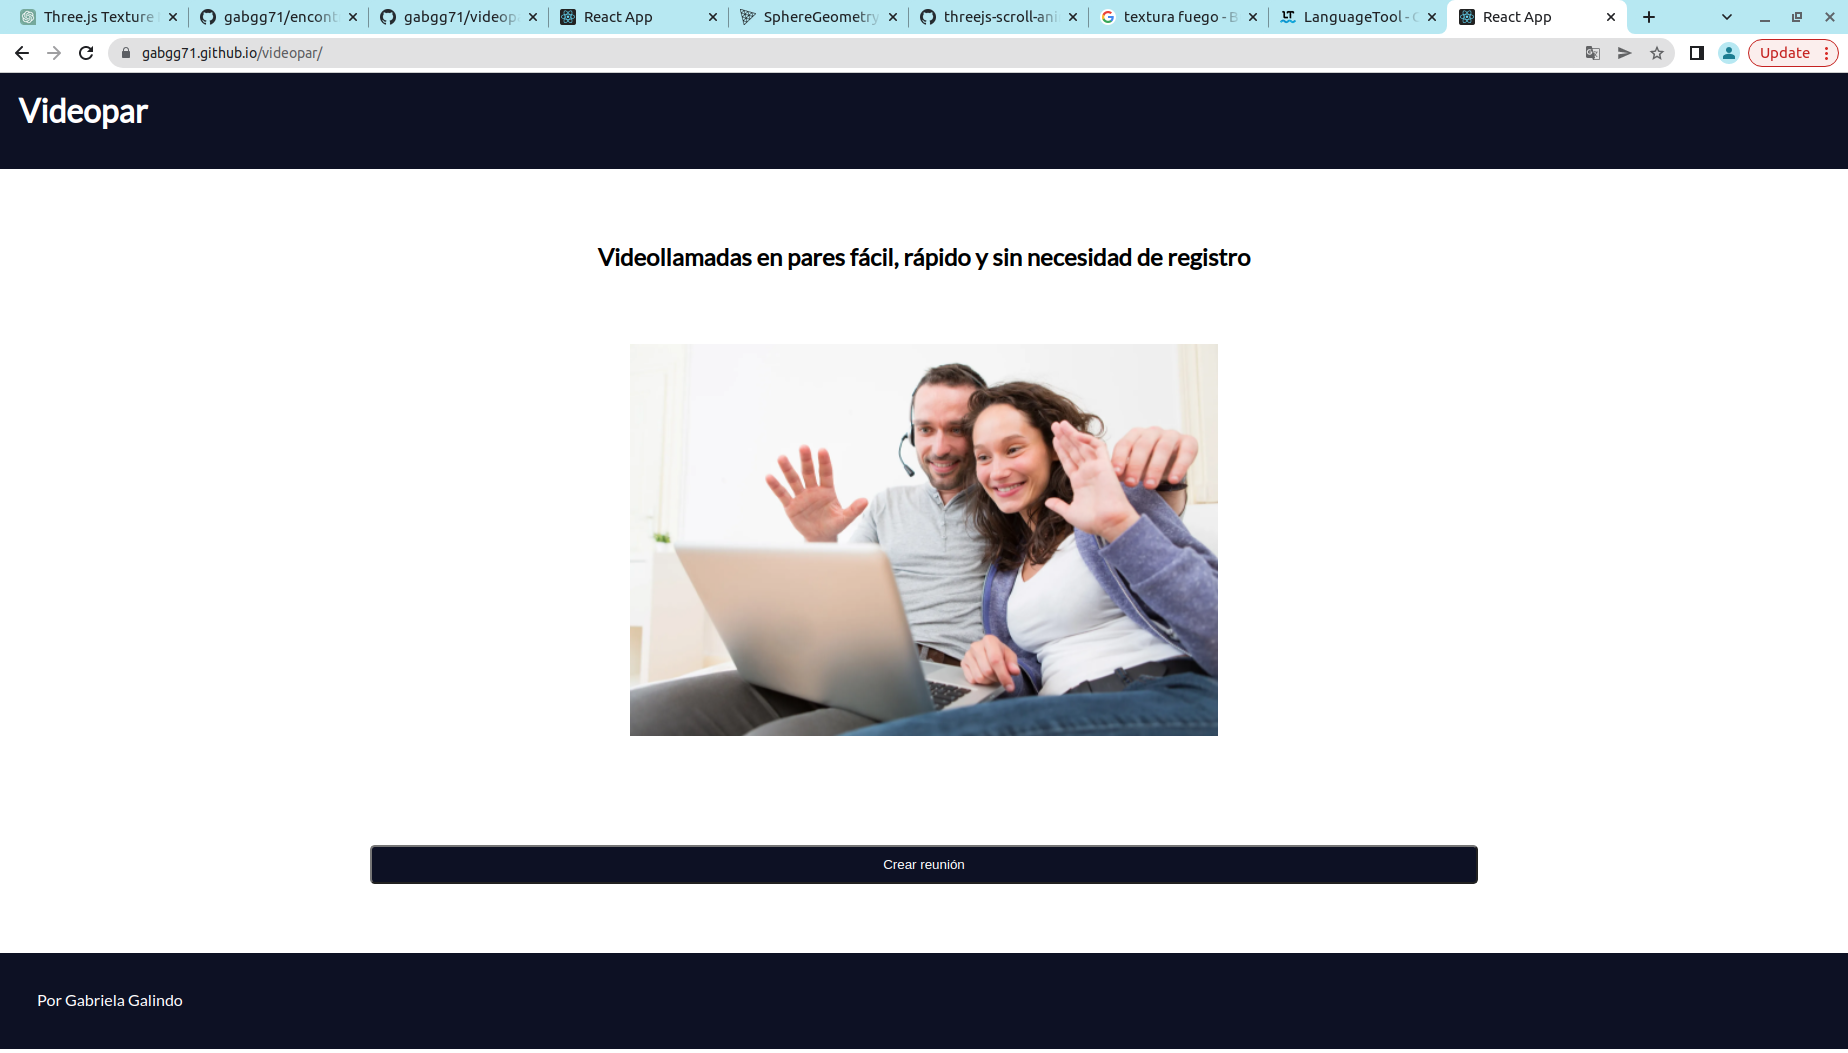 Three.js Texture
gabgg71/encont
gabgg71/videop
React App
SphereGeometry
threejs-scroll-ani
textura fuego - B
LanguageTool - C
React App
gabgg71.github.io/videopar/
Update
Videopar
Videollamadas en pares fácil, rápido y sin necesidad de registro
Crear reunión
Por Gabriela Galindo